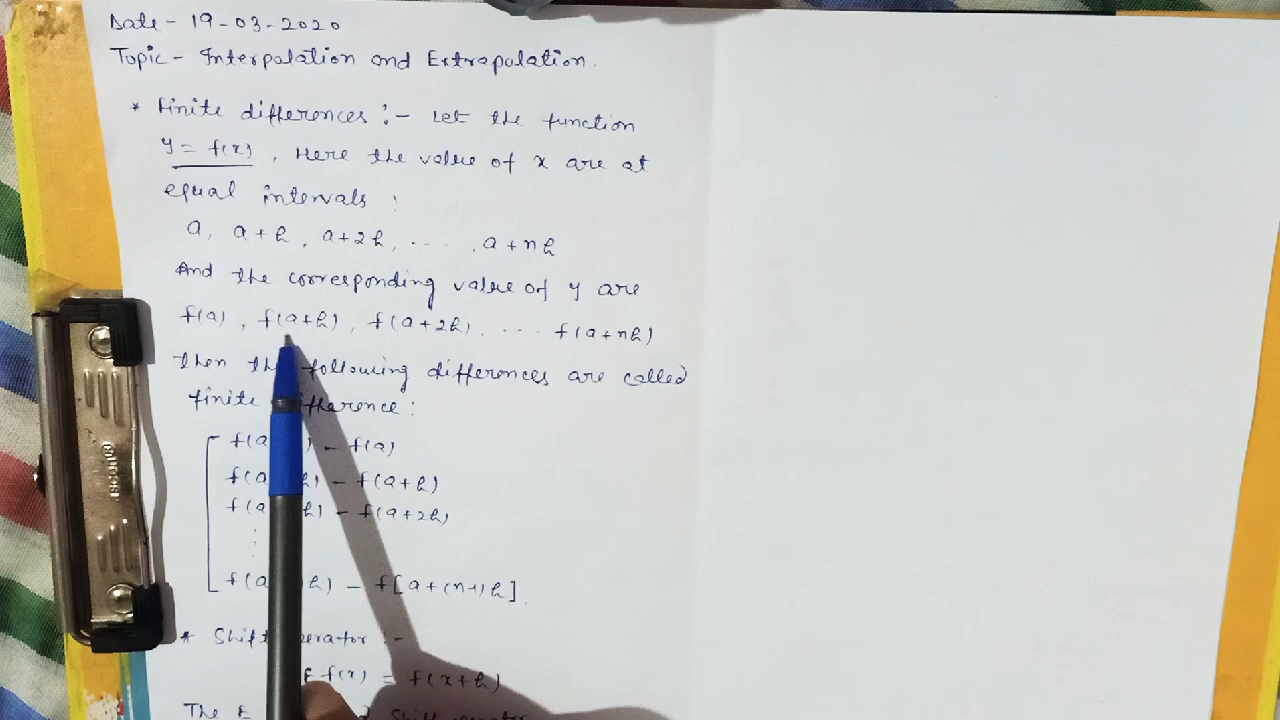 Date - 19-03-2020
Topic - Interpolation and Extrapolation.
* Finite differences :- Let the function
y = f(x) . Here the value of x are at
equal intervals :
a, a+h, a+2h, ...., a+nh
And the corresponding value of y are
f(a), f(a+h), f(a+2h), ... f(a+nh)
then following differences are called
finite :
f(a - f(a)
f(a h) - f(a+h)
f(a h) - f(a+2h)
f(a h) - f[a+(n-1)h].
* :-
E f(x) = f(x+h)
The E Shift operator